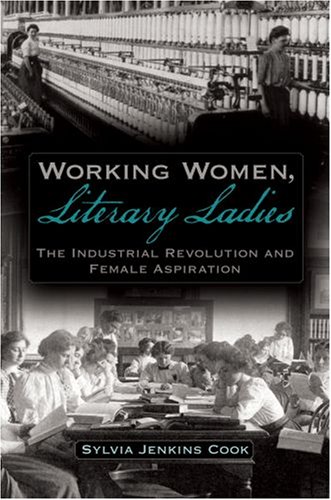 WORKING WOMEN,
Literary Ladies
THE INDUSTRIAL REVOLUTION AND
FEMALE ASPIRATION
SYLVIA JENKINS COOK